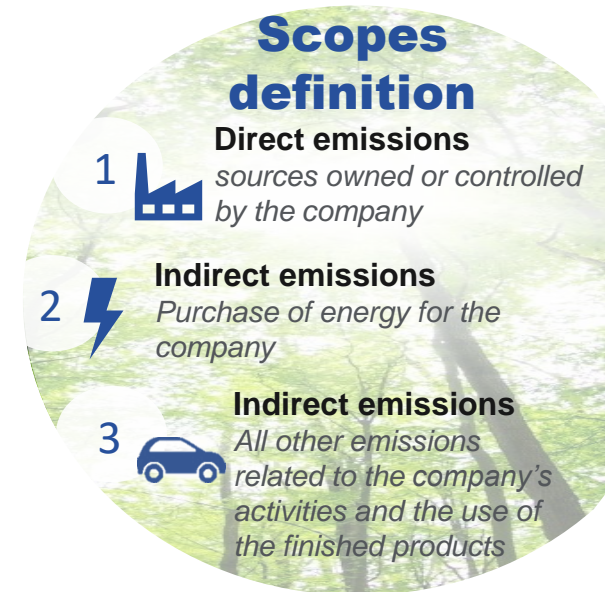 Scopes
definition
1
Direct emissions
sources owned or controlled
by the company
2
Indirect emissions
Purchase of energy for the
company
3
Indirect emissions
All other emissions
related to the company’s
activities and the use of
the finished products